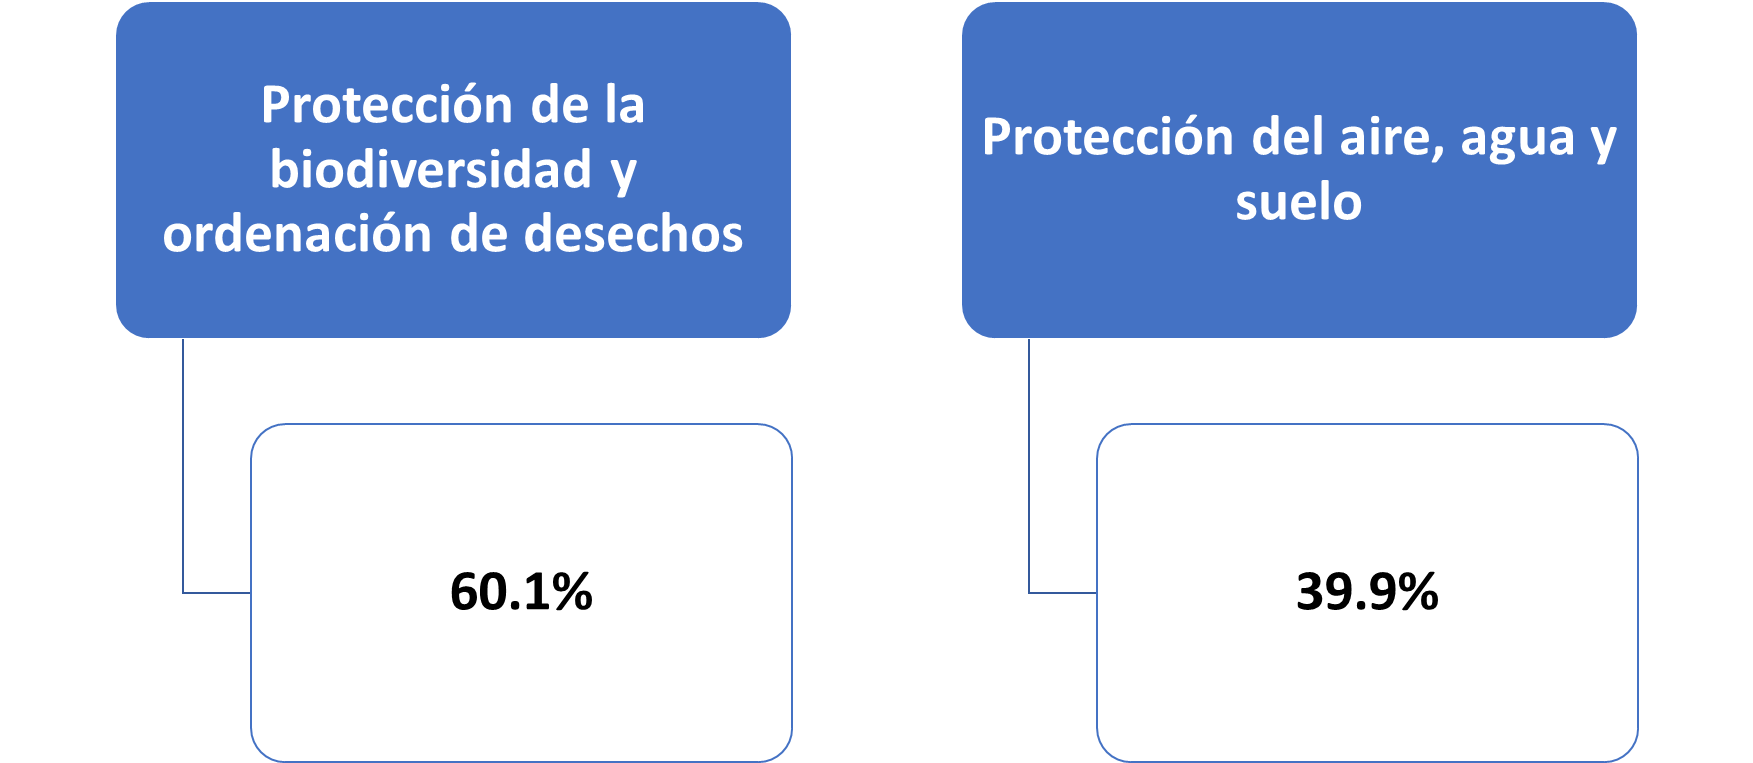 Protección de la
biodiversidad y
ordenación de desechos
60.1%
Protección del aire, agua y
suelo
39.9%